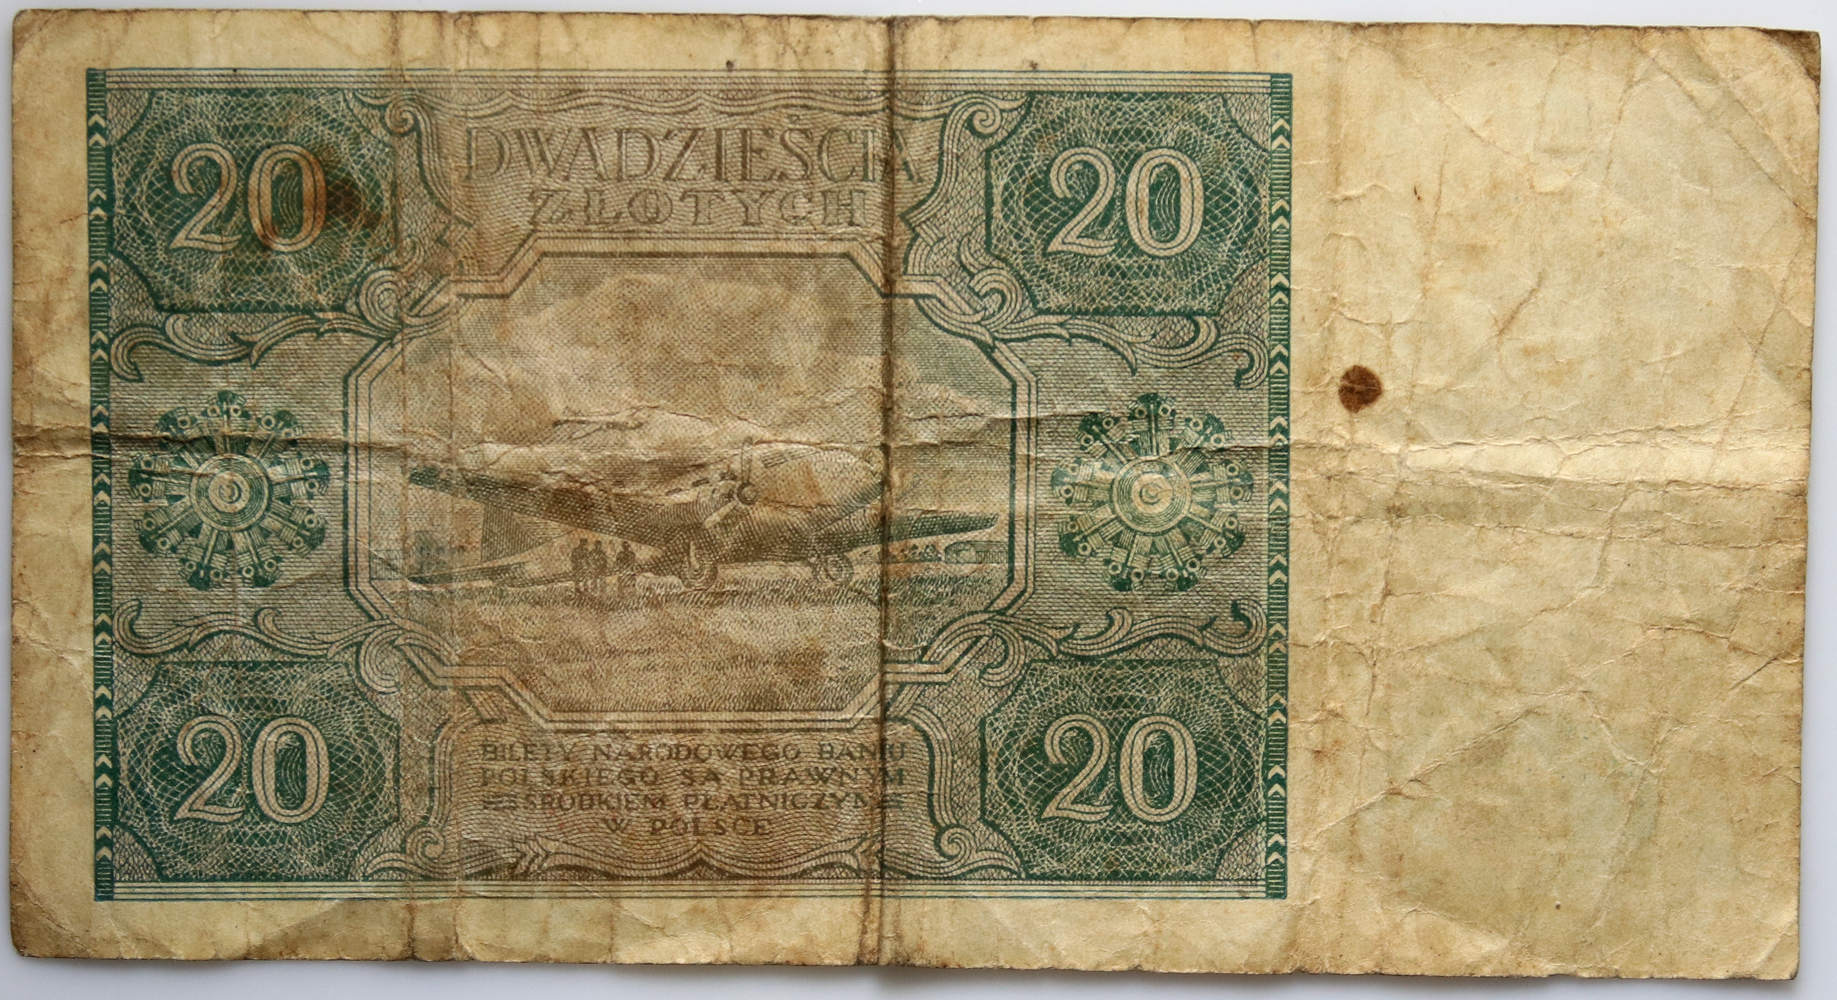 20 DWADZIEŚCIA 20
ZŁOTYCH
20 BILETY NARODOWEGO BANKU 20
POLSKIEGO SĄ PRAWNYM
ŚRODKIEM PŁATNICZYM
W POLSCE